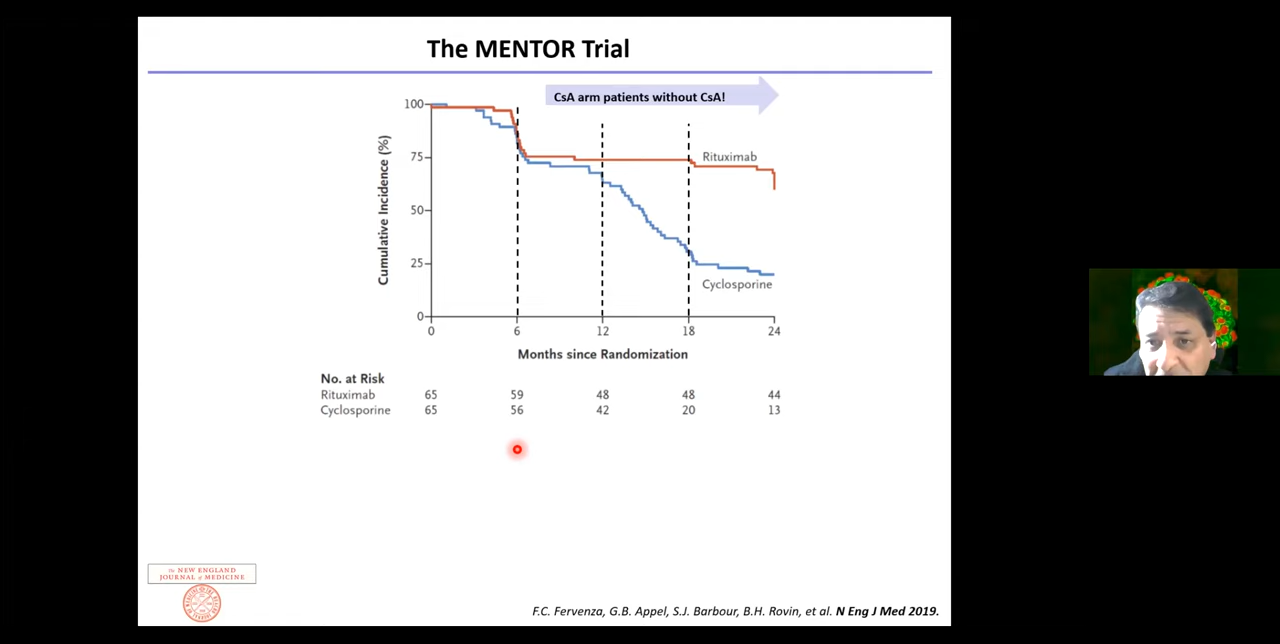 The MENTOR Trial
CsA arm patients without CsA!
Cumulative Incidence (%)
100
75
50
25
0
Rituximab
Cyclosporine
0 6 12 18 24
Months since Randomization
No. at Risk
Rituximab 65 59 48 48 44
Cyclosporine 65 56 42 20 13
The NEW ENGLAND
JOURNAL of MEDICINE
F.C. Fervenza, G.B. Appel, S.J. Barbour, B.H. Rovin, et al. N Eng J Med 2019.